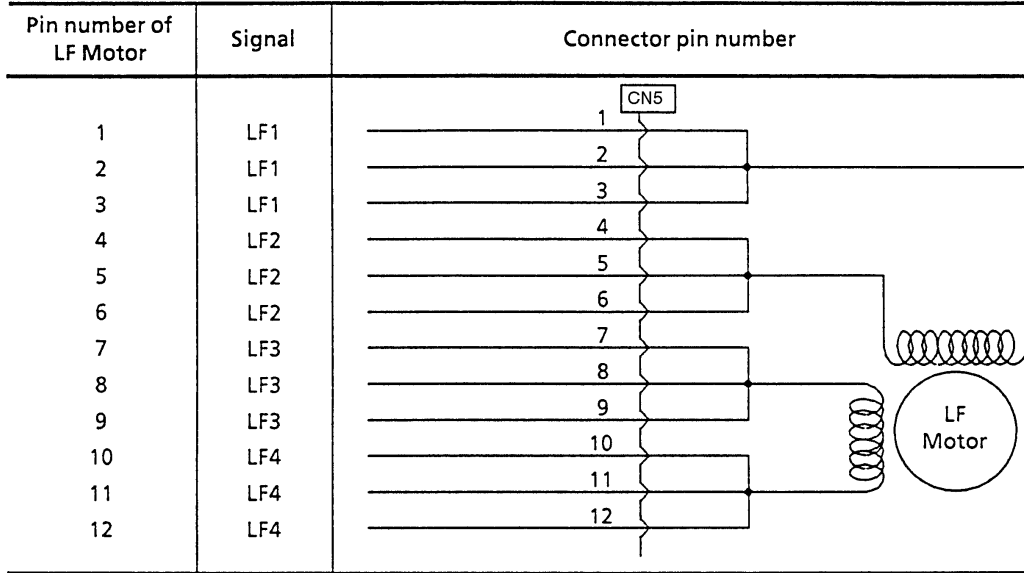 Pin number of
LF Motor
Signal
Connector pin number
CN5
1 LF1 1
2 LF1 2
3 LF1 3
4 LF2 4
5 LF2 5
6 LF2 6
7 LF3 7
8 LF3 8
9 LF3 9
10 LF4 10
11 LF4 11
12 LF4 12
LF
Motor